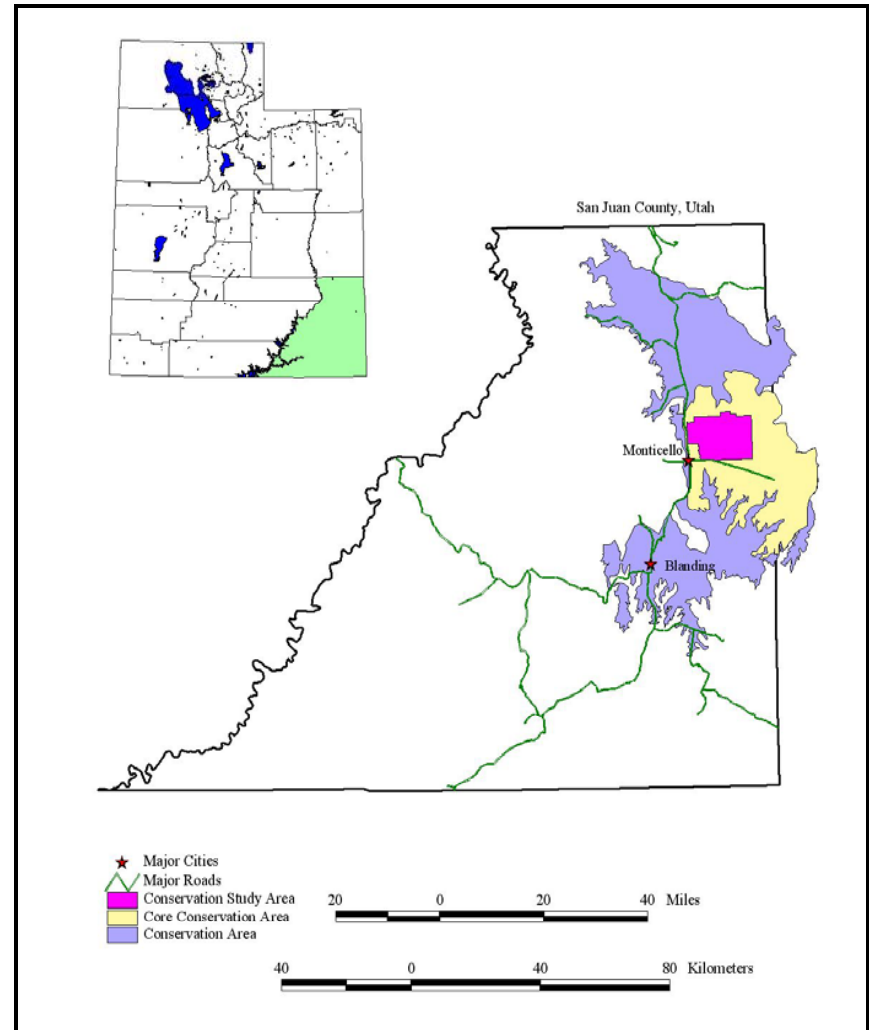 San Juan County, Utah
Monticello
Blanding
Major Cities
Major Roads
Conservation Study Area
Core Conservation Area
Conservation Area
20 0 20 40 Miles
40 0 40 80 Kilometers